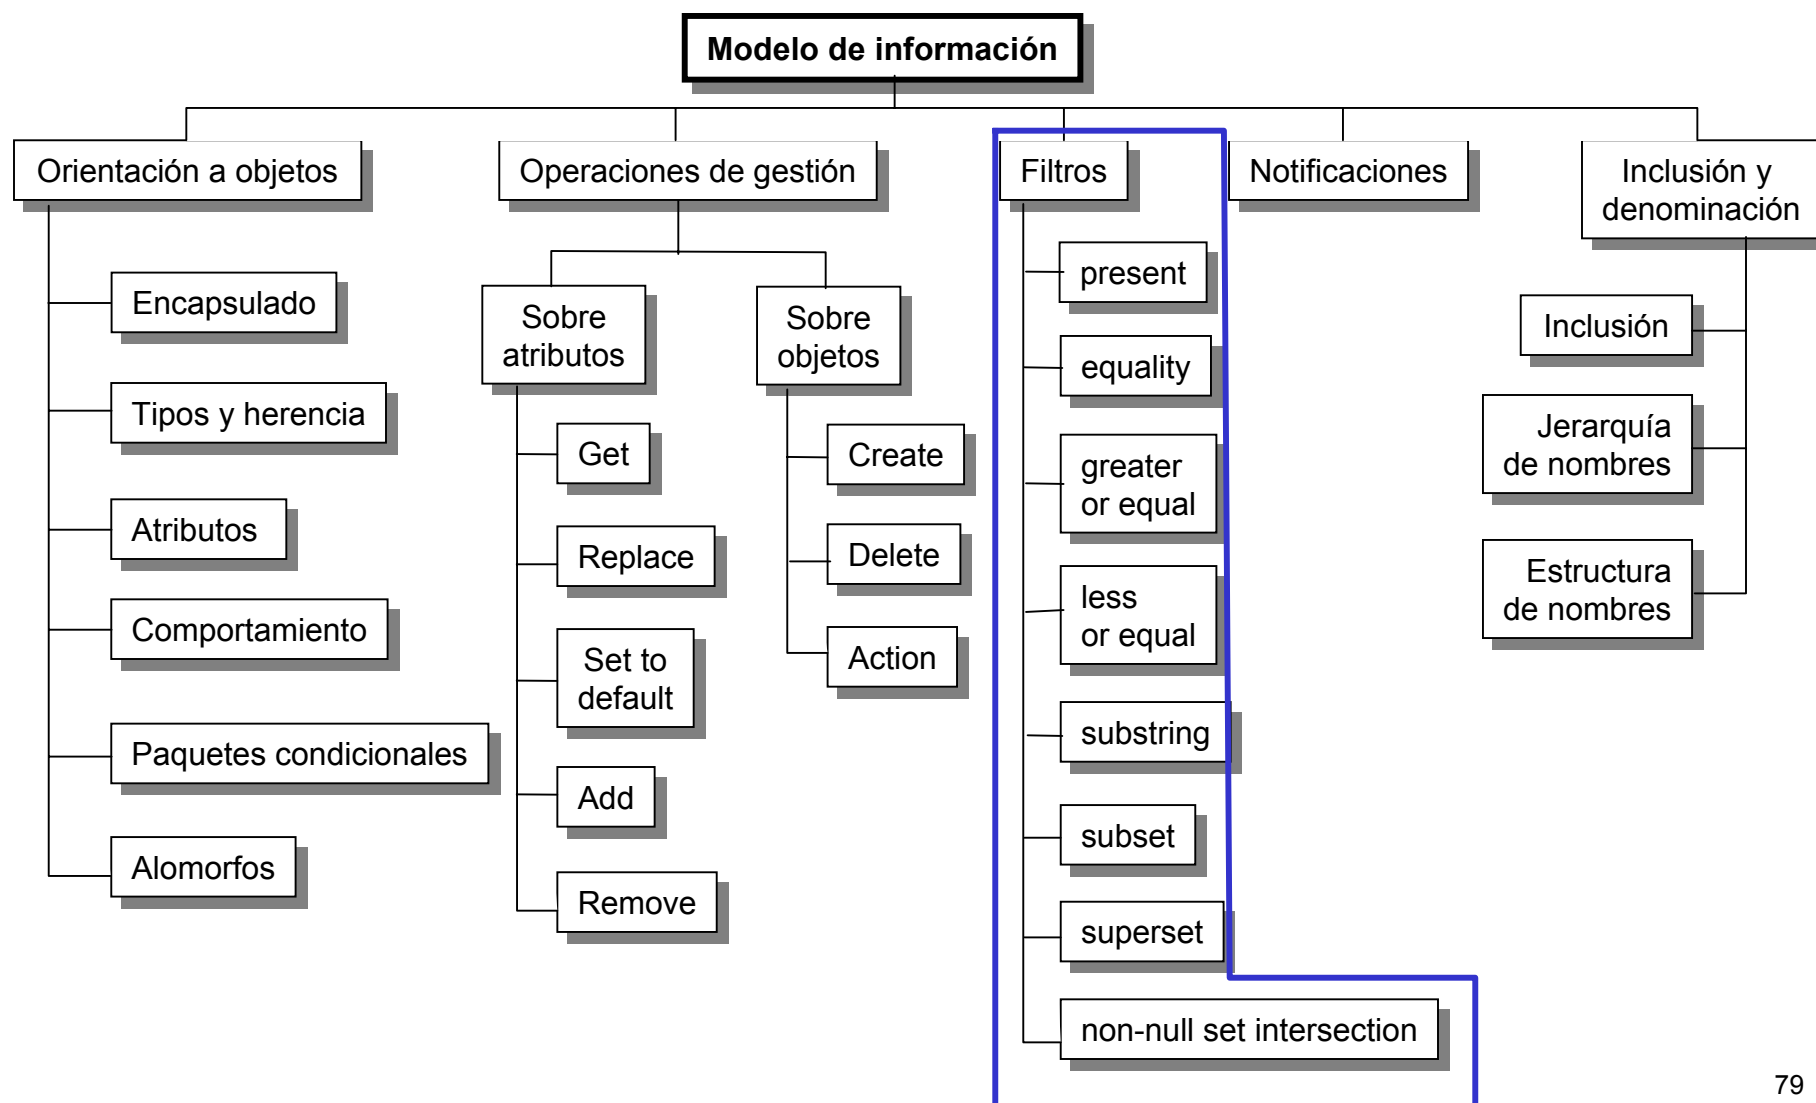 Modelo de información
Orientación a objetos
Encapsulado
Tipos y herencia
Atributos
Comportamiento
Paquetes condicionales
Alomorfos
Operaciones de gestión
Sobre
atributos
Get
Replace
Set to
default
Add
Remove
Sobre
objetos
Create
Delete
Action
Filtros
present
equality
greater
or equal
less
or equal
substring
subset
superset
non-null set intersection
Notificaciones
Inclusión y
denominación
Inclusión
Jerarquía
de nombres
Estructura
de nombres
79